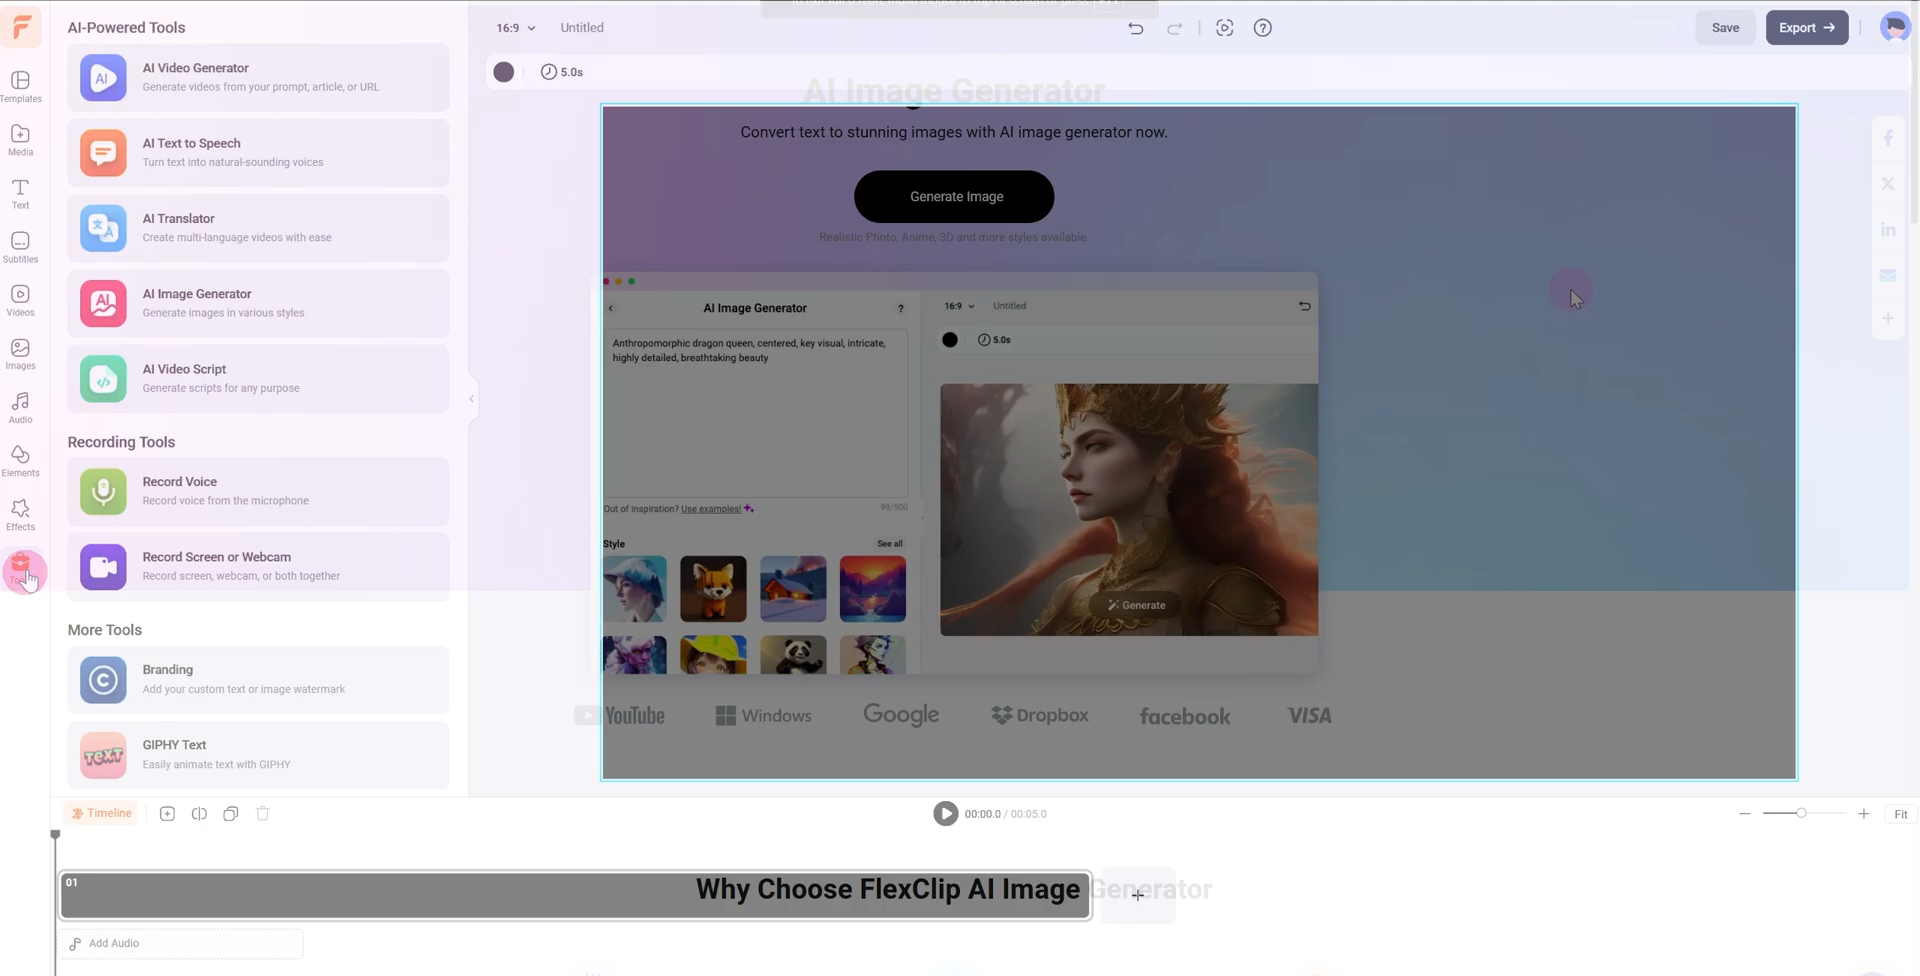 AI-Powered Tools
AI Video Generator
Generate videos from your prompt, article, or URL
AI Text to Speech
Turn text into natural-sounding voices
AI Translator
Create multi-language videos with ease
AI Image Generator
Generate images in various styles
AI Video Script
Generate scripts for any purpose
Recording Tools
Record Voice
Record voice from the microphone
Record Screen or Webcam
Record screen, webcam, or both together
More Tools
Branding
Add your custom text or image watermark
GIPHY Text
Easily animate text with GIPHY
Templates
Media
Text
Subtitles
Videos
Images
Audio
Elements
Effects
16:9
Untitled
Save
Export
5.0s
AI Image Generator
Convert text to stunning images with AI image generator now.
Generate Image
Realistic Photo, Anime, 3D and more styles available.
AI Image Generator
?
Anthropomorphic dragon queen, centered, key visual, intricate,
highly detailed, breathtaking beauty
Out of inspiration? Use examples!
99/500
Style
See all
16:9
Untitled
5.0s
Generate
YouTube
Windows
Google
Dropbox
facebook
VISA
Timeline
00:00.0 / 00:05.0
Fit
01
Why Choose FlexClip AI Image Generator
Add Audio